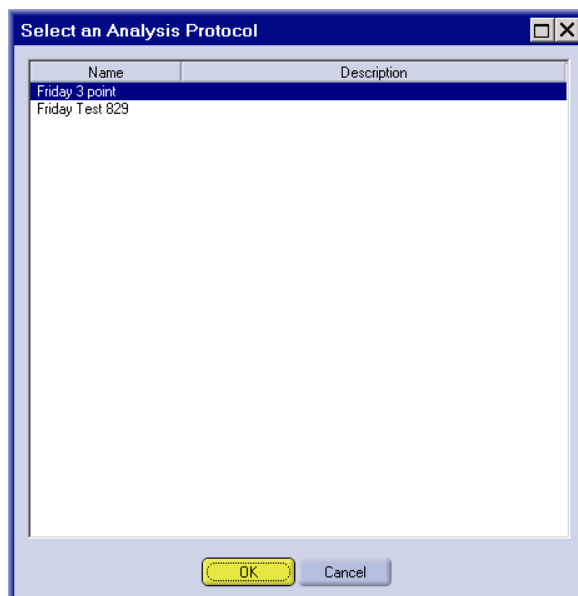 Select an Analysis Protocol
Name Description
Friday 3 point
Friday Test 829
OK Cancel